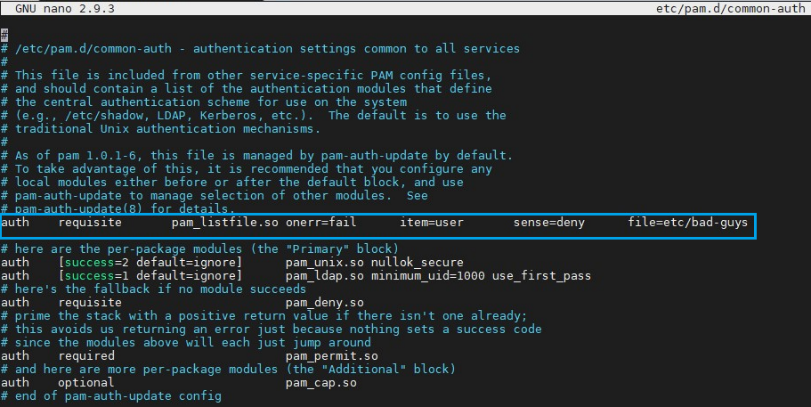 GNU nano 2.9.3 etc/pam.d/common-auth
#
# /etc/pam.d/common-auth - authentication settings common to all services
#
# This file is included from other service-specific PAM config files,
# and should contain a list of the authentication modules that define
# the central authentication scheme for use on the system
# (e.g., /etc/shadow, LDAP, Kerberos, etc.).  The default is to use the
# traditional Unix authentication mechanisms.
#
# As of pam 1.0.1-6, this file is managed by pam-auth-update by default.
# To take advantage of this, it is recommended that you configure any
# local modules either before or after the default block, and use
# pam-auth-update to manage selection of other modules.  See
# pam-auth-update(8) for details.
auth    requisite       pam_listfile.so onerr=fail      item=user       sense=deny      file=etc/bad-guys
# here are the per-package modules (the "Primary" block)
auth    [success=2 default=ignore]      pam_unix.so nullok_secure
auth    [success=1 default=ignore]      pam_ldap.so minimum_uid=1000 use_first_pass
# here's the fallback if no module succeeds
auth    requisite                       pam_deny.so
# prime the stack with a positive return value if there isn't one already;
# this avoids us returning an error just because nothing sets a success code
# since the modules above will each just jump around
auth    required                        pam_permit.so
# and here are more per-package modules (the "Additional" block)
auth    optional                        pam_cap.so
# end of pam-auth-update config